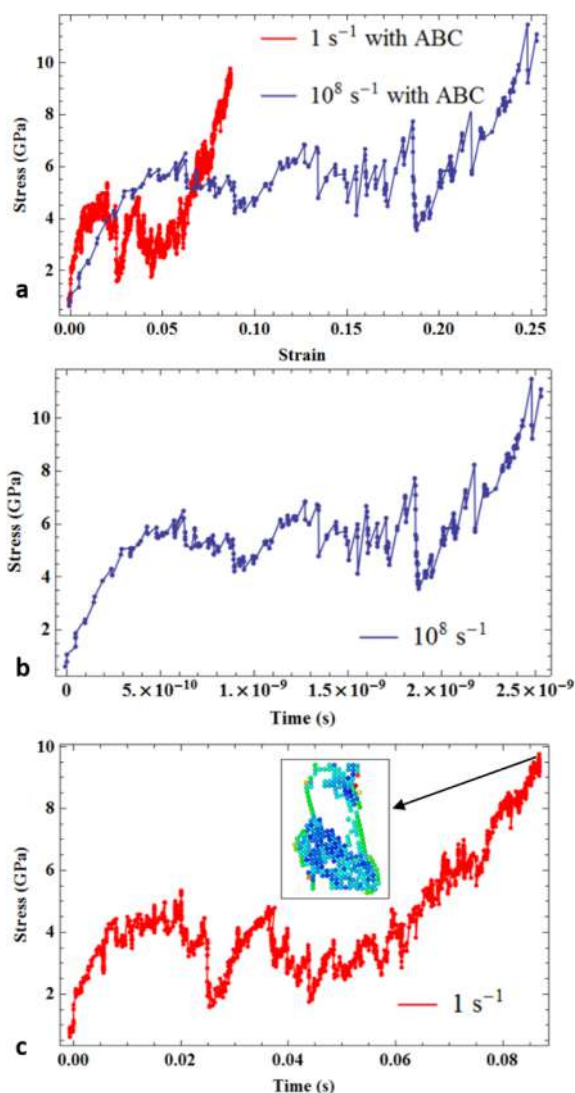 1 s⁻¹ with ABC
10⁸ s⁻¹ with ABC
Stress (GPa)
10
8
6
4
2
0.00 0.05 0.10 0.15 0.20 0.25
Strain
a
Stress (GPa)
10
8
6
4
2
10⁸ s⁻¹
0 5.×10⁻¹⁰ 1.×10⁻⁹ 1.5×10⁻⁹ 2.×10⁻⁹ 2.5×10⁻⁹
Time (s)
b
Stress (GPa)
10
8
6
4
2
1 s⁻¹
0.00 0.02 0.04 0.06 0.08
Time (s)
c